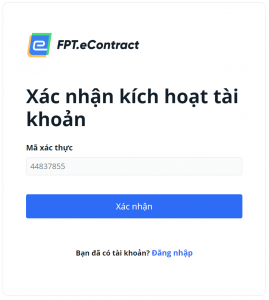 FPT.eContract
Xác nhận kích hoạt tài
khoản
Mã xác thực
44837855
Xác nhận
Bạn đã có tài khoản? Đăng nhập